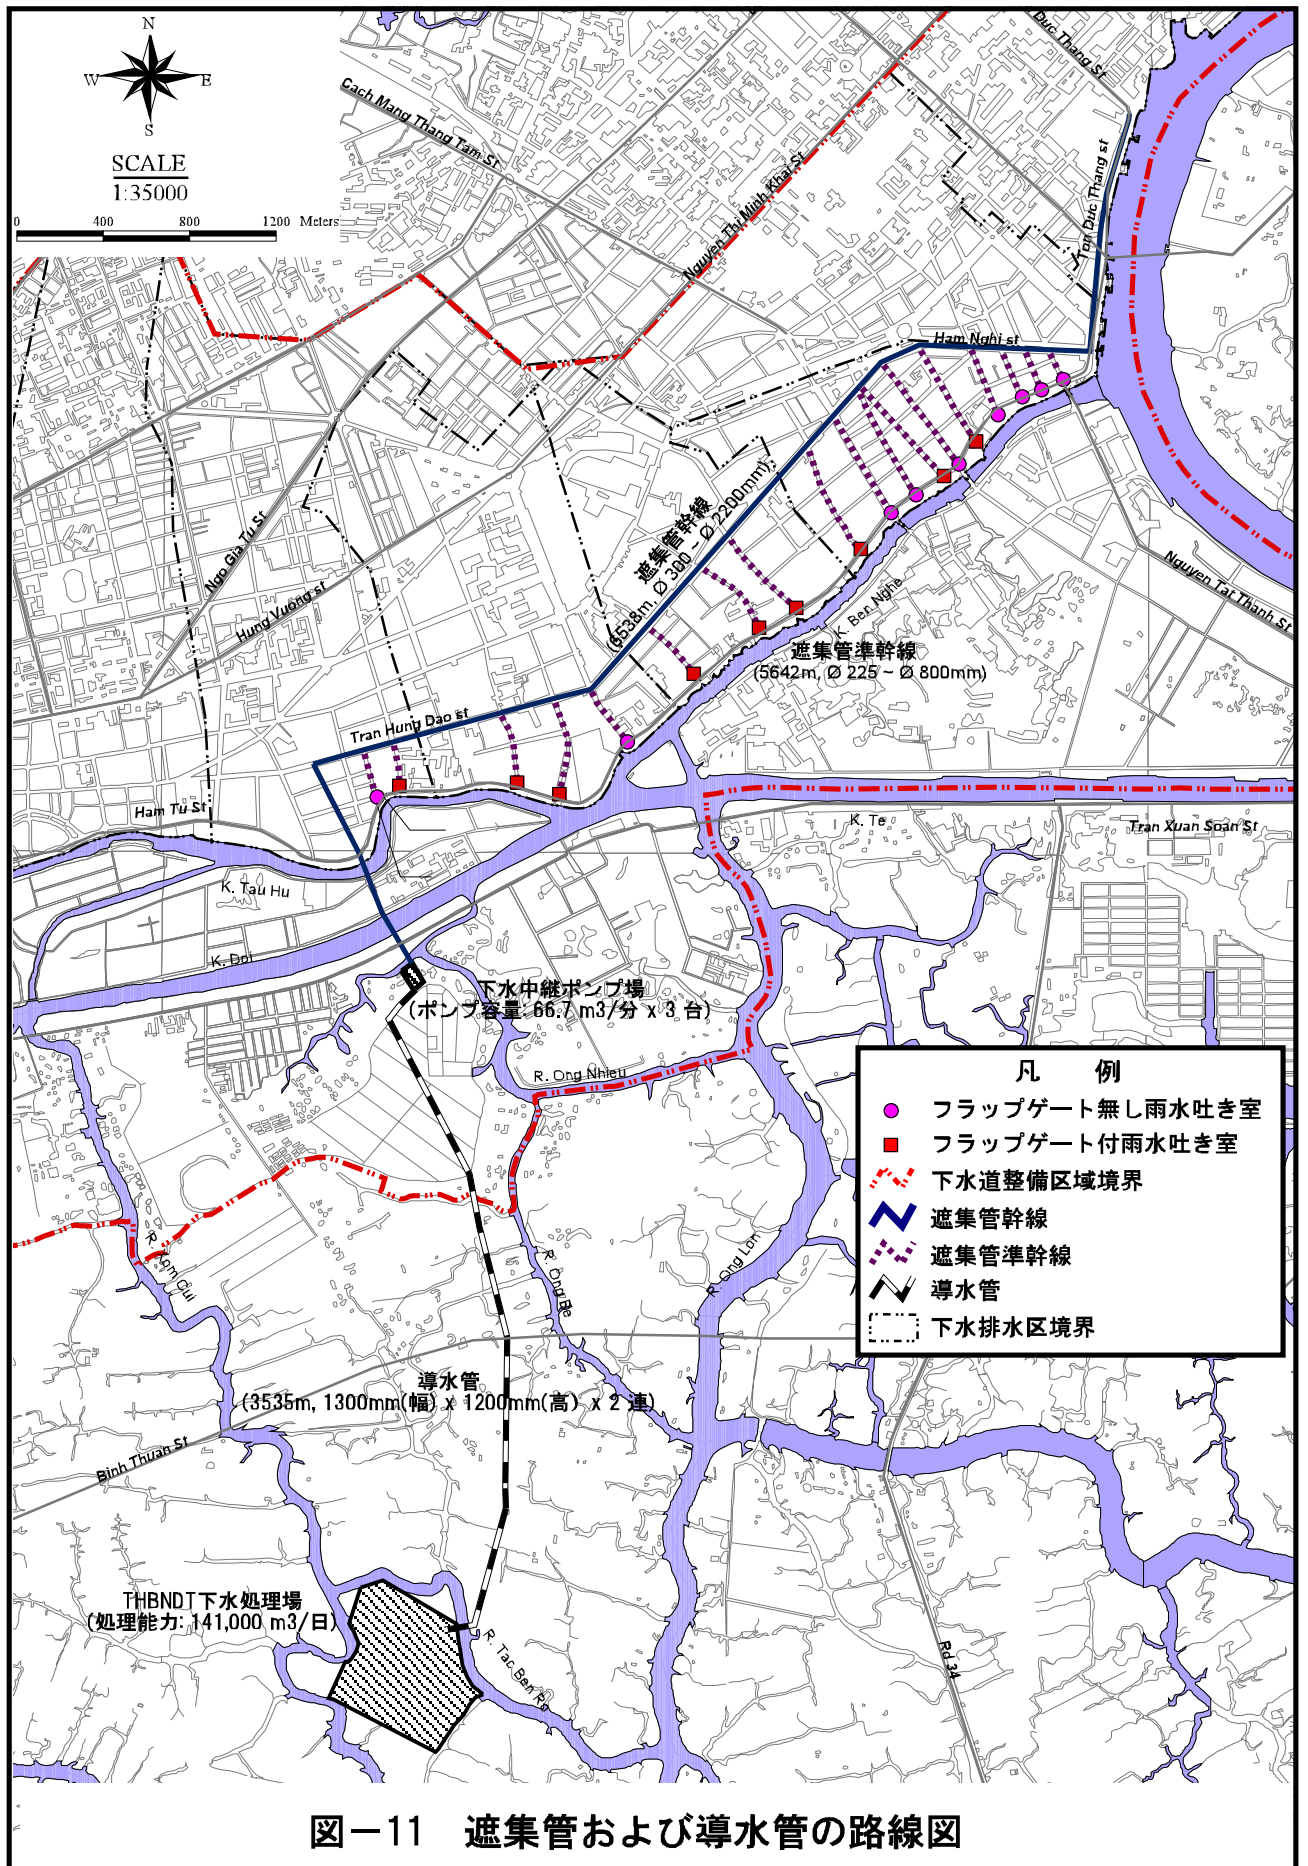 N
W E
S
SCALE
1:35000
0 400 800 1200 Meters
Duc Thang St
Cach Mang Thang Tam St
Nguyen Thi Minh Khai St
Ton Duc Thang st
Ham Nghi st
遮集管幹線
(6538m, Ø 300 ~ Ø 2200mm)
Ngo Gia Tu St
Hung Vuong st
Nguyen Tat Thanh St
K. Ben Nghe
遮集管準幹線
(5642m, Ø 225 ~ Ø 800mm)
Tran Hung Dao st
Ham Tu St
K. Te
Tran Xuan Soan St
K. Tau Hu
K. Doi
下水中継ポンプ場
(ポンプ容量: 66.7 m3/分 x 3 台)
R. Ong Nhieu
凡 例
フラップゲート無し雨水吐き室
フラップゲート付雨水吐き室
下水道整備区域境界
遮集管幹線
遮集管準幹線
導水管
下水排水区境界
R. Xom Cui
R. Ong Be
R. Ong Lon
導水管
(3535m, 1300mm(幅) x 1200mm(高) x 2 連)
Binh Thuan St
THBNDT下水処理場
(処理能力: 141,000 m3/日)
R. Tac Ben Ro
Rd 34
図－11 遮集管および導水管の路線図